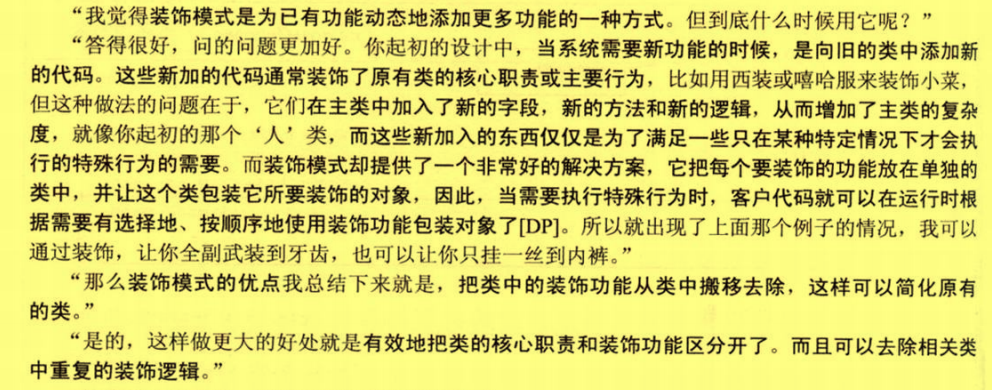 “我觉得装饰模式是为已有功能动态地添加更多功能的一种方式。但到底什么时候用它呢？”
“答得很好，问的问题更加好。你起初的设计中，当系统需要新功能的时候，是向旧的类中添加新
的代码。这些新加的代码通常装饰了原有类的核心职责或主要行为，比如用西装或嘻哈服来装饰小菜，
但这种做法的问题在于，它们在主类中加入了新的字段，新的方法和新的逻辑，从而增加了主类的复杂
度，就像你起初的那个‘人’类，而这些新加入的东西仅仅是为了满足一些只在某种特定情况下才会执
行的特殊行为的需要。而装饰模式却提供了一个非常好的解决方案，它把每个要装饰的功能放在单独的
类中，并让这个类包装它所要装饰的对象，因此，当需要执行特殊行为时，客户代码就可以在运行时根
据需要有选择地、按顺序地使用装饰功能包装对象了[DP]。所以就出现了上面那个例子的情况，我可以
通过装饰，让你全副武装到牙齿，也可以让你只挂一丝到内裤。”
“那么装饰模式的优点我总结下来就是，把类中的装饰功能从类中搬移去除，这样可以简化原有
的类。”
“是的，这样做更大的好处就是有效地把类的核心职责和装饰功能区分开了。而且可以去除相关类
中重复的装饰逻辑。”